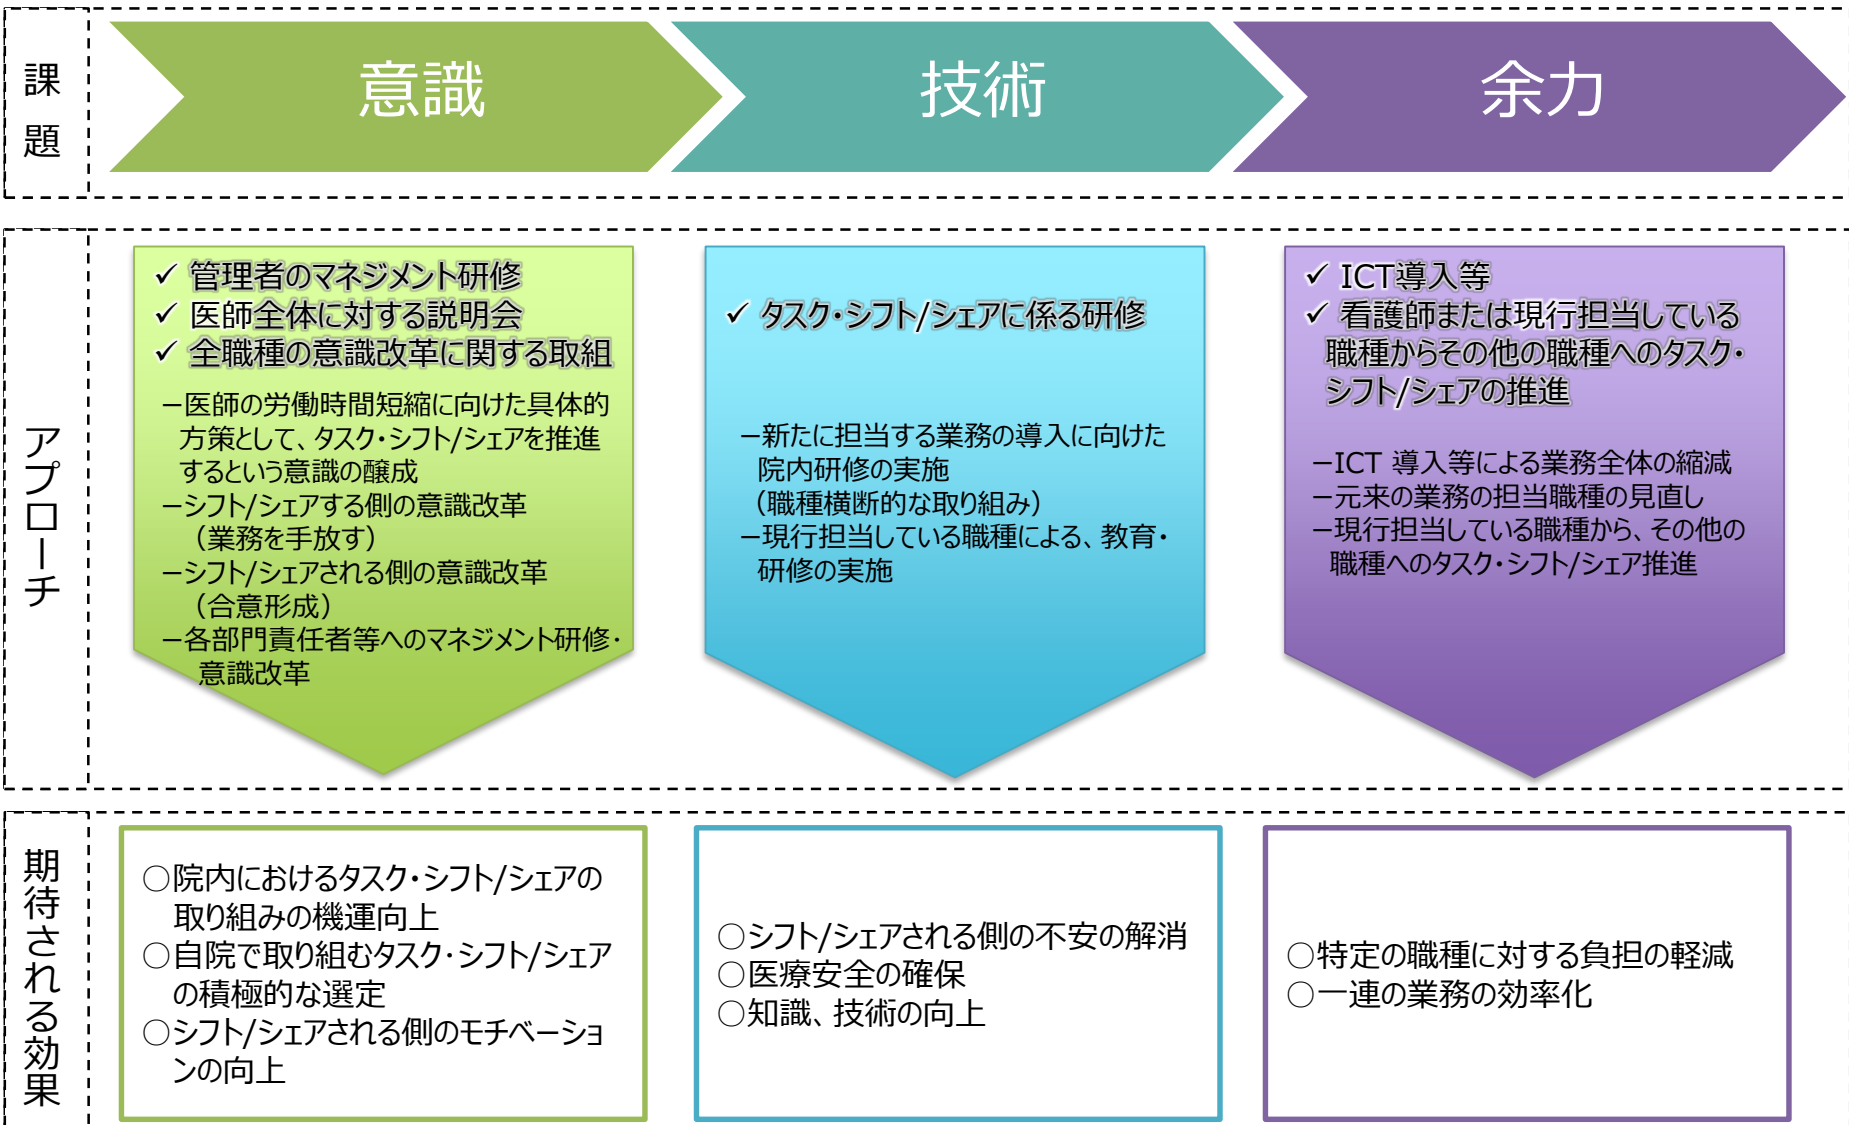 課題
意識
技術
余力
アプローチ
✓ 管理者のマネジメント研修
✓ 医師全体に対する説明会
✓ 全職種の意識改革に関する取組
－医師の労働時間短縮に向けた具体的
方策として、タスク・シフト/シェアを推進
するという意識の醸成
－シフト/シェアする側の意識改革
（業務を手放す）
－シフト/シェアされる側の意識改革
（合意形成）
－各部門責任者等へのマネジメント研修・
意識改革
✓ タスク・シフト/シェアに係る研修
－新たに担当する業務の導入に向けた
院内研修の実施
（職種横断的な取り組み）
－現行担当している職種による、教育・
研修の実施
✓ ICT導入等
✓ 看護師または現行担当している
職種からその他の職種へのタスク・
シフト/シェアの推進
－ICT 導入等による業務全体の縮減
－元来の業務の担当職種の見直し
－現行担当している職種から、その他の
職種へのタスク・シフト/シェア推進
期待される効果
○院内におけるタスク・シフト/シェアの
取り組みの機運向上
○自院で取り組むタスク・シフト/シェア
の積極的な選定
○シフト/シェアされる側のモチベーショ
ンの向上
○シフト/シェアされる側の不安の解消
○医療安全の確保
○知識、技術の向上
○特定の職種に対する負担の軽減
○一連の業務の効率化